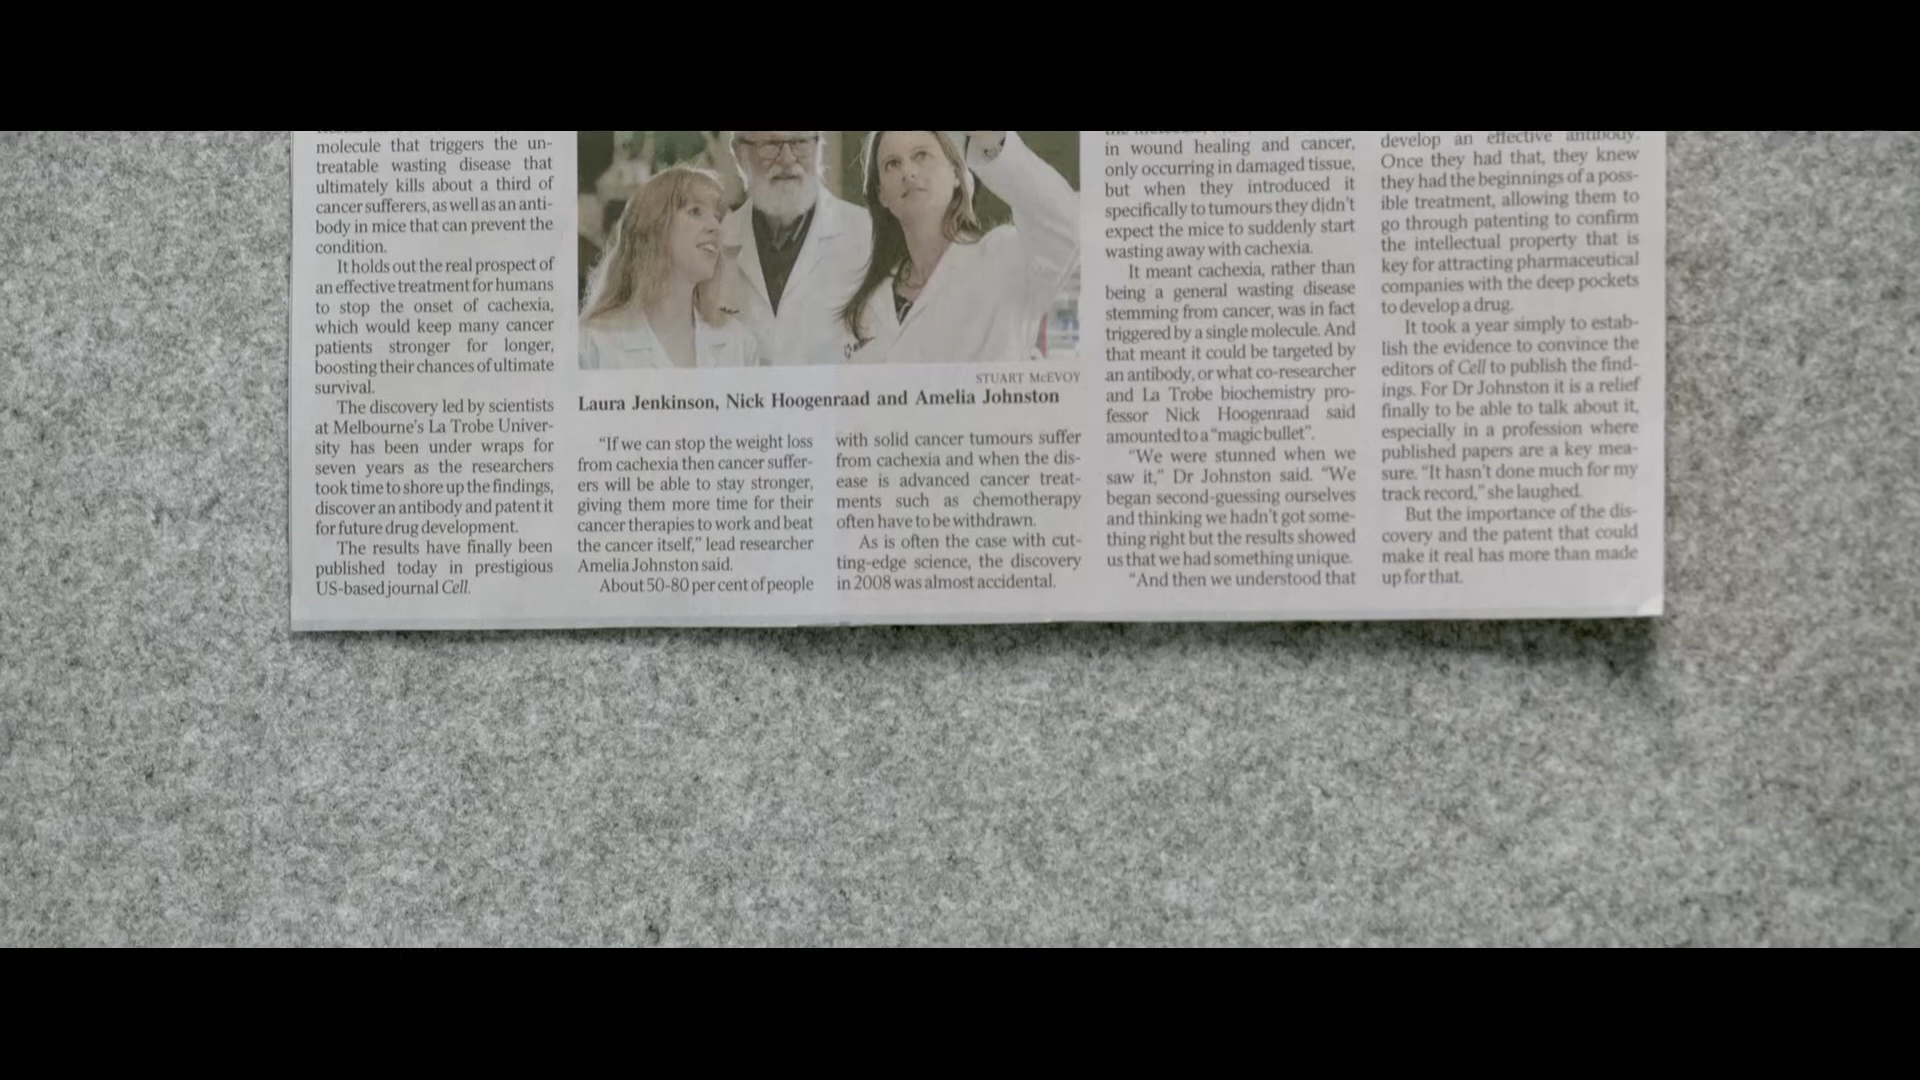 molecule that triggers the un-
treatable wasting disease that
ultimately kills about a third of
cancer sufferers, as well as an anti-
body in mice that can prevent the
condition.
It holds out the real prospect of
an effective treatment for humans
to stop the onset of cachexia,
which would keep many cancer
patients stronger for longer,
boosting their chances of ultimate
survival.
The discovery led by scientists
at Melbourne's La Trobe Univer-
sity has been under wraps for
seven years as the researchers
took time to shore up the findings,
discover an antibody and patent it
for future drug development.
The results have finally been
published today in prestigious
US-based journal Cell.
STUART McEVOY
Laura Jenkinson, Nick Hoogenraad and Amelia Johnston
"If we can stop the weight loss
from cachexia then cancer suffer-
ers will be able to stay stronger,
giving them more time for their
cancer therapies to work and beat
the cancer itself," lead researcher
Amelia Johnston said.
About 50-80 per cent of people
with solid cancer tumours suffer
from cachexia and when the dis-
ease is advanced cancer treat-
ments such as chemotherapy
often have to be withdrawn.
As is often the case with cut-
ting-edge science, the discovery
in 2008 was almost accidental.
in wound healing and cancer,
only occurring in damaged tissue,
but when they introduced it
specifically to tumours they didn't
expect the mice to suddenly start
wasting away with cachexia.
It meant cachexia, rather than
being a general wasting disease
stemming from cancer, was in fact
triggered by a single molecule. And
that meant it could be targeted by
an antibody, or what co-researcher
and La Trobe biochemistry pro-
fessor Nick Hoogenraad said
amounted to a "magic bullet".
"We were stunned when we
saw it," Dr Johnston said. "We
began second-guessing ourselves
and thinking we hadn't got some-
thing right but the results showed
us that we had something unique.
"And then we understood that
develop an effective antibody.
Once they had that, they knew
they had the beginnings of a poss-
ible treatment, allowing them to
go through patenting to confirm
the intellectual property that is
key for attracting pharmaceutical
companies with the deep pockets
to develop a drug.
It took a year simply to estab-
lish the evidence to convince the
editors of Cell to publish the find-
ings. For Dr Johnston it is a relief
finally to be able to talk about it,
especially in a profession where
published papers are a key mea-
sure. "It hasn't done much for my
track record," she laughed.
But the importance of the dis-
covery and the patent that could
make it real has more than made
up for that.